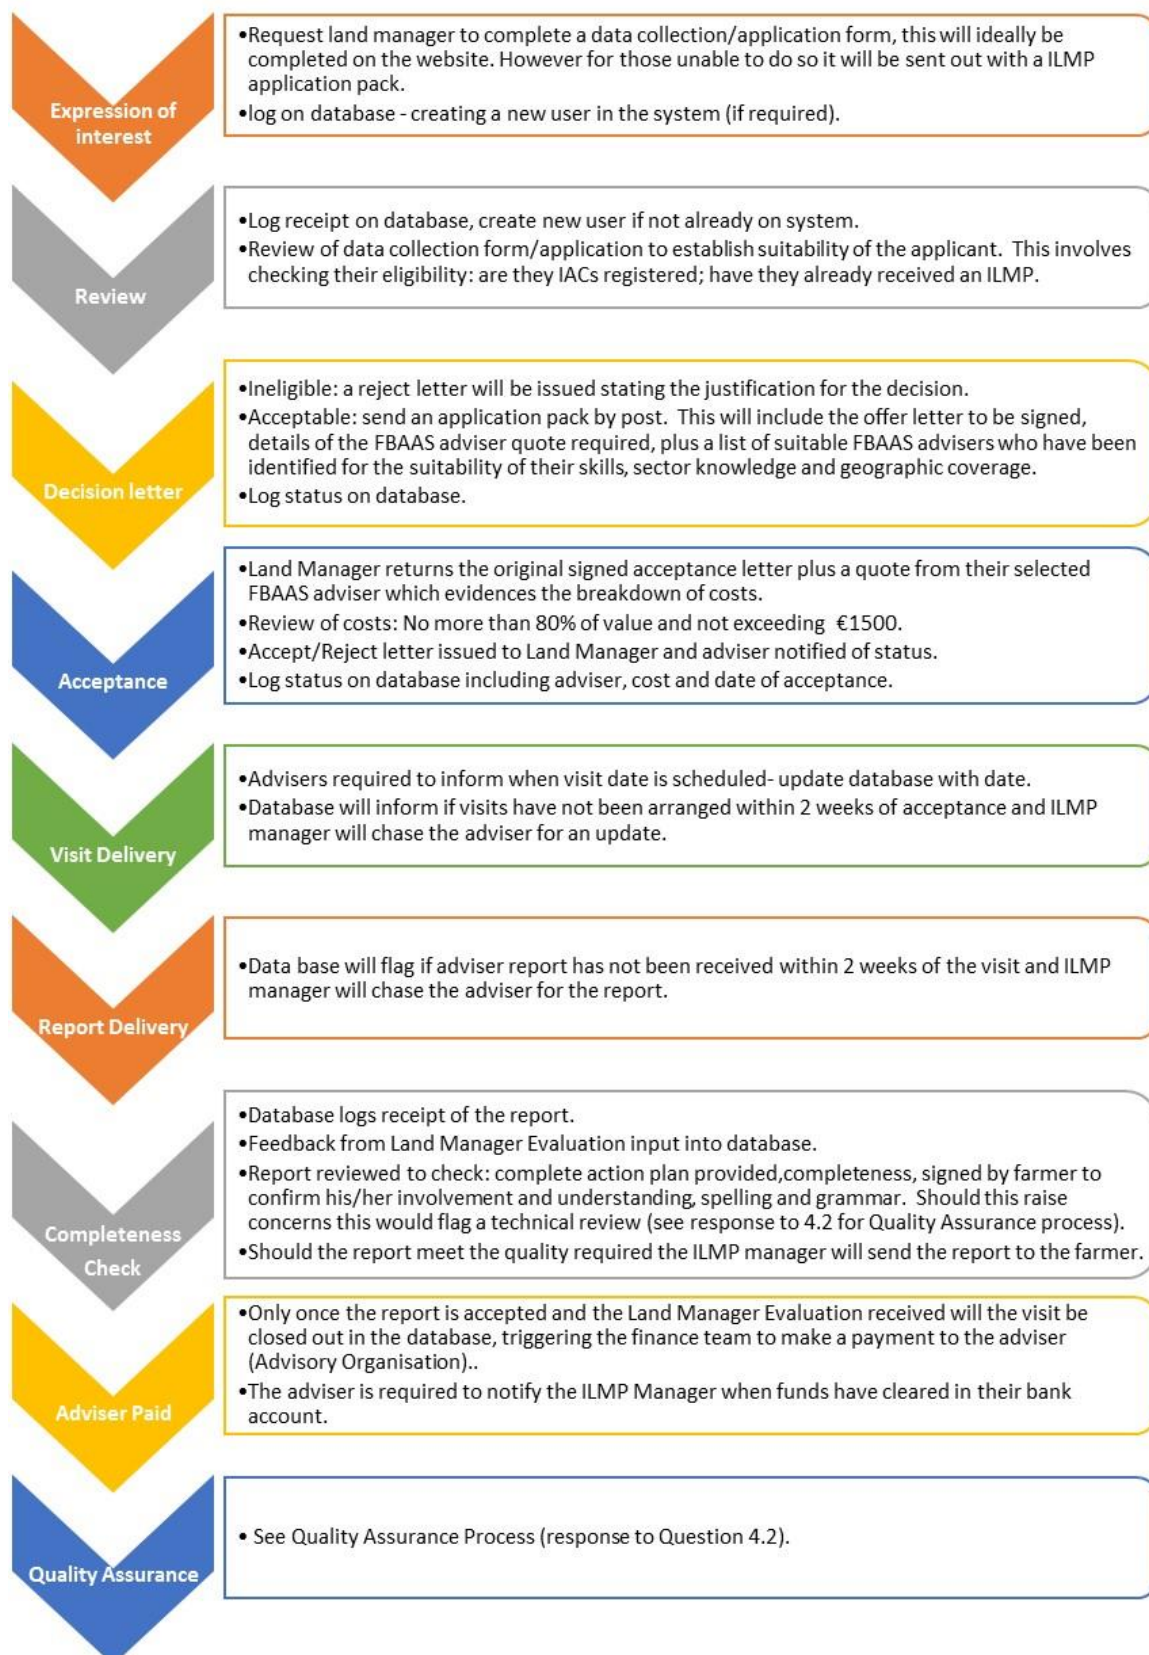 Expression of
interest
•Request land manager to complete a data collection/application form, this will ideally be
completed on the website. However for those unable to do so it will be sent out with a ILMP
application pack.
•log on database - creating a new user in the system (if required).
Review
•Log receipt on database, create new user if not already on system.
•Review of data collection form/application to establish suitability of the applicant.  This involves
checking their eligibility: are they IACs registered; have they already received an ILMP.
Decision letter
•Ineligible: a reject letter will be issued stating the justification for the decision.
•Acceptable: send an application pack by post.  This will include the offer letter to be signed,
details of the FBAAS adviser quote required, plus a list of suitable FBAAS advisers who have been
identified for the suitability of their skills, sector knowledge and geographic coverage.
•Log status on database.
Acceptance
•Land Manager returns the original signed acceptance letter plus a quote from their selected
FBAAS adviser which evidences the breakdown of costs.
•Review of costs: No more than 80% of value and not exceeding  €1500.
•Accept/Reject letter issued to Land Manager and adviser notified of status.
•Log status on database including adviser, cost and date of acceptance.
Visit Delivery
•Advisers required to inform when visit date is scheduled- update database with date.
•Database will inform if visits have not been arranged within 2 weeks of acceptance and ILMP
manager will chase the adviser for an update.
Report Delivery
•Data base will flag if adviser report has not been received within 2 weeks of the visit and ILMP
manager will chase the adviser for the report.
Completeness
Check
•Database logs receipt of the report.
•Feedback from Land Manager Evaluation input into database.
•Report reviewed to check: complete action plan provided,completeness, signed by farmer to
confirm his/her involvement and understanding, spelling and grammar.  Should this raise
concerns this would flag a technical review (see response to 4.2 for Quality Assurance process).
•Should the report meet the quality required the ILMP manager will send the report to the farmer.
Adviser Paid
•Only once the report is accepted and the Land Manager Evaluation received will the visit be
closed out in the database, triggering the finance team to make a payment to the adviser
(Advisory Organisation)..
•The adviser is required to notify the ILMP Manager when funds have cleared in their bank
account.
Quality Assurance
• See Quality Assurance Process (response to Question 4.2).